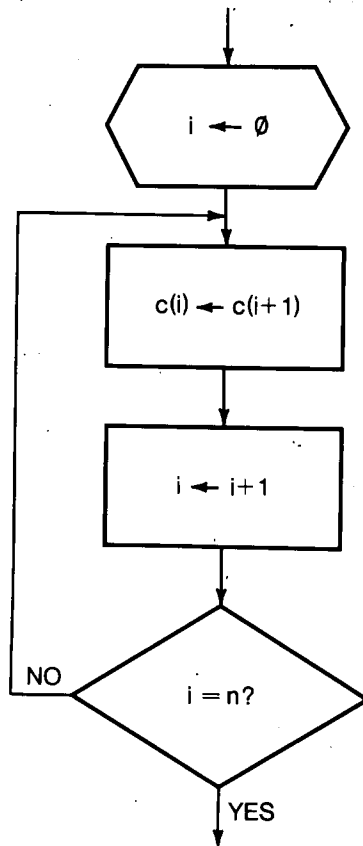 i ← Ø
c(i) ← c(i+1)
i ← i+1
i = n?
NO
YES